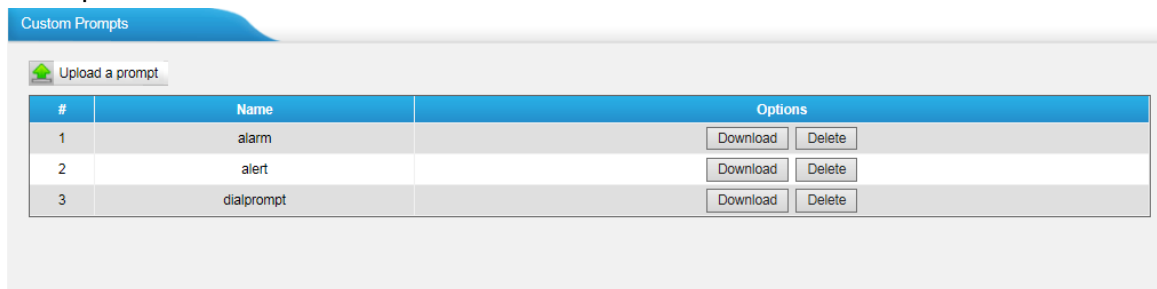 Custom Prompts
Upload a prompt
# Name Options
1 alarm Download Delete
2 alert Download Delete
3 dialprompt Download Delete